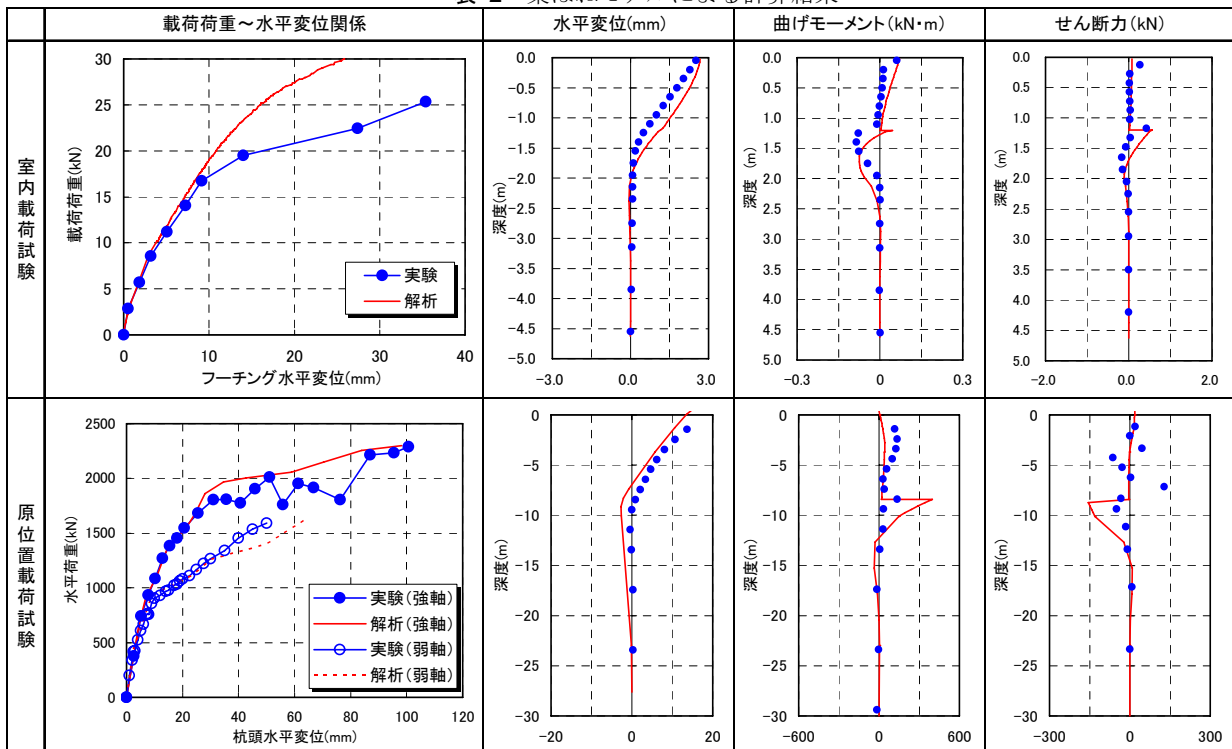 による計算結果
載荷荷重～水平変位関係
水平変位(mm)
曲げモーメント(kN・m)
せん断力(kN)
室内載荷試験
載荷荷重(kN)
30
25
20
15
10
5
0
0 10 20 30 40
フーチング水平変位(mm)
実験
解析
深度(m)
0.0
-0.5
-1.0
-1.5
-2.0
-2.5
-3.0
-3.5
-4.0
-4.5
-5.0
-3.0 0.0 3.0
深度 (m)
0.0
0.5
1.0
1.5
2.0
2.5
3.0
3.5
4.0
4.5
5.0
-0.3 0 0.3
深度 (m)
0.0
0.5
1.0
1.5
2.0
2.5
3.0
3.5
4.0
4.5
5.0
-2.0 0.0 2.0
原位置載荷試験
水平荷重(kN)
2500
2000
1500
1000
500
0
0 20 40 60 80 100 120
杭頭水平変位(mm)
実験(強軸)
解析(強軸)
実験(弱軸)
解析(弱軸)
深度(m)
0
-5
-10
-15
-20
-25
-30
-20 0 20
深度(m)
0
-5
-10
-15
-20
-25
-30
-600 0 600
深度(m)
0
-5
-10
-15
-20
-25
-30
-300 0 300